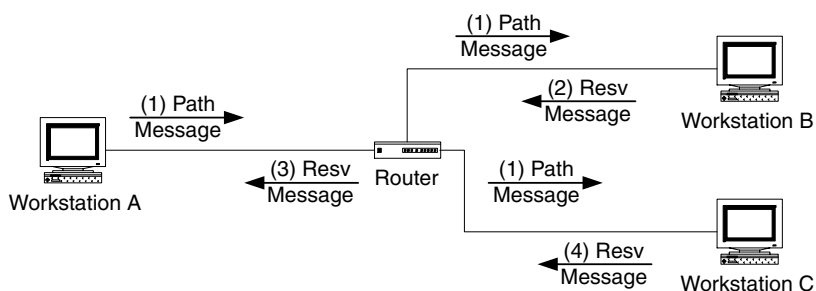 (1) Path
Message
(1) Path
Message
(2) Resv
Message
Workstation B
(3) Resv
Message
Router
(1) Path
Message
Workstation A
(4) Resv
Message
Workstation C